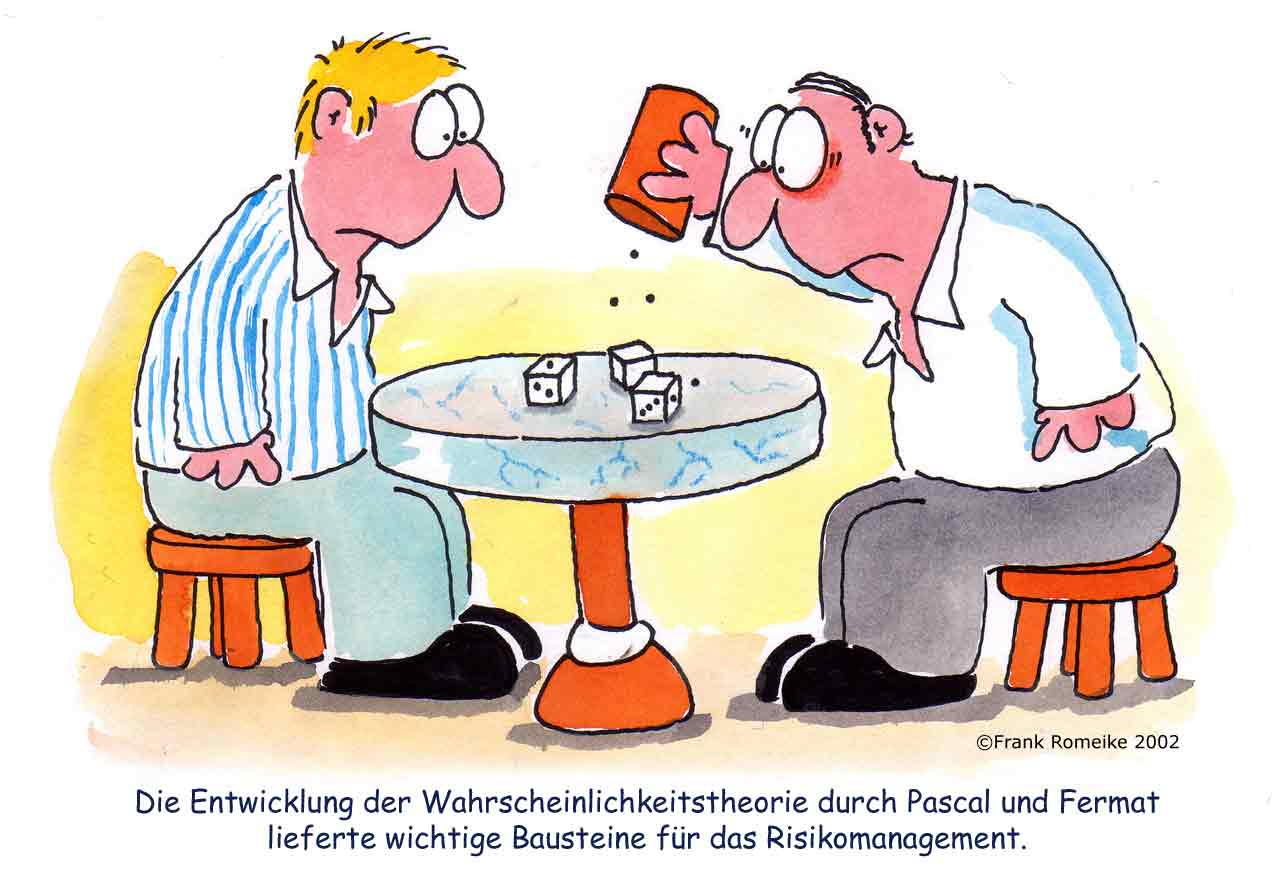 ©Frank Romeike 2002
Die Entwicklung der Wahrscheinlichkeitstheorie durch Pascal und Fermat
lieferte wichtige Bausteine für das Risikomanagement.